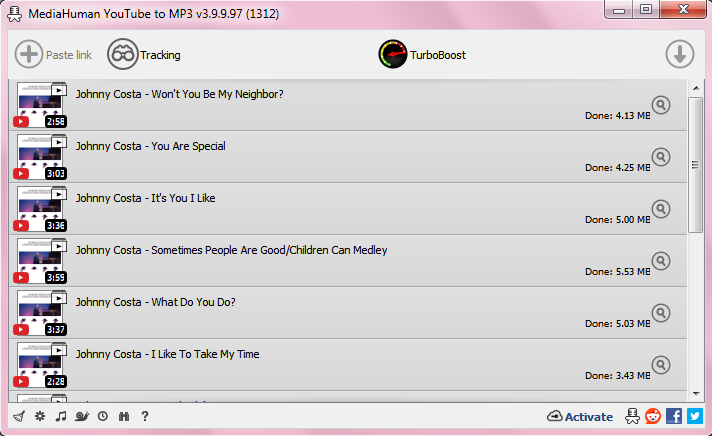 MediaHuman YouTube to MP3 v3.9.9.97 (1312)
Paste link
Tracking
TurboBoost
Johnny Costa - Won't You Be My Neighbor?
2:58
Done: 4.13 MB
Johnny Costa - You Are Special
3:03
Done: 4.25 MB
Johnny Costa - It's You I Like
3:36
Done: 5.00 MB
Johnny Costa - Sometimes People Are Good/Children Can Medley
3:59
Done: 5.53 MB
Johnny Costa - What Do You Do?
3:37
Done: 5.03 MB
Johnny Costa - I Like To Take My Time
2:28
Done: 3.43 MB
?
Activate